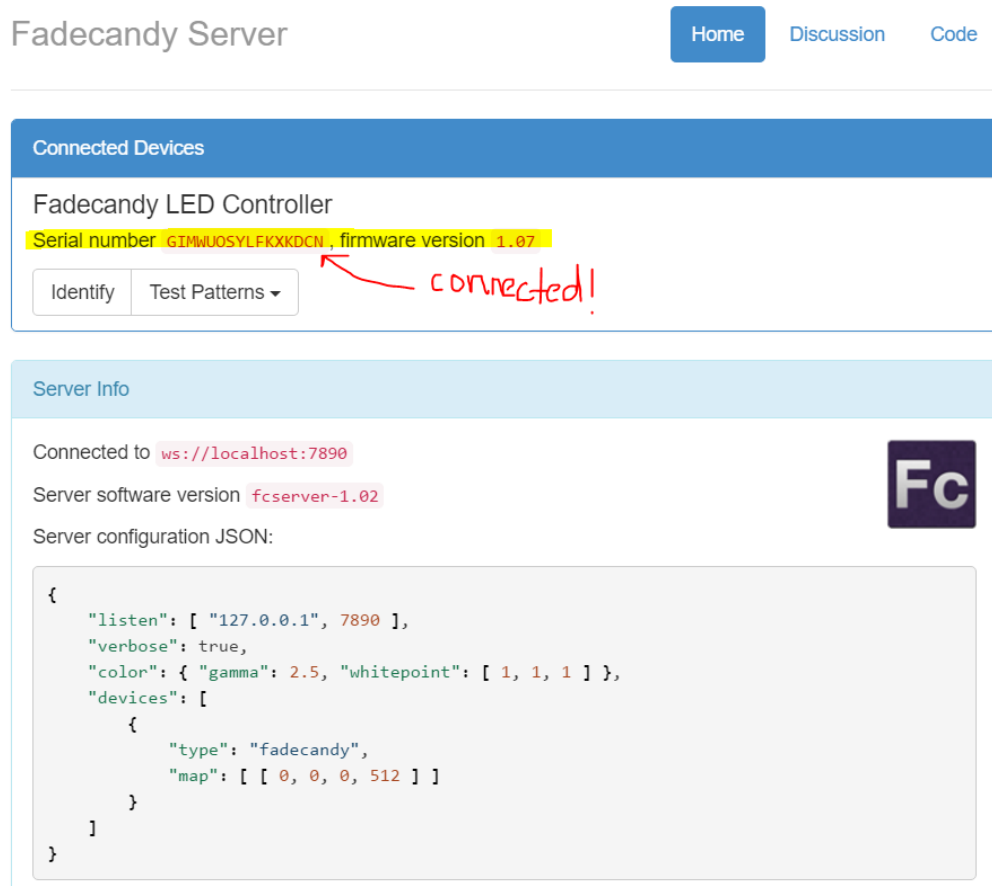 Fadecandy Server
Home Discussion Code
Connected Devices
Fadecandy LED Controller
Serial number GIMWUOSYLFKXKDCN , firmware version 1.07
connected!
Identify Test Patterns
Server Info
Connected to ws://localhost:7890
Server software version fcserver-1.02
Fc
Server configuration JSON:
{
    "listen": [ "127.0.0.1", 7890 ],
    "verbose": true,
    "color": { "gamma": 2.5, "whitepoint": [ 1, 1, 1 ] },
    "devices": [
        {
            "type": "fadecandy",
            "map": [ [ 0, 0, 0, 512 ] ]
        }
    ]
}